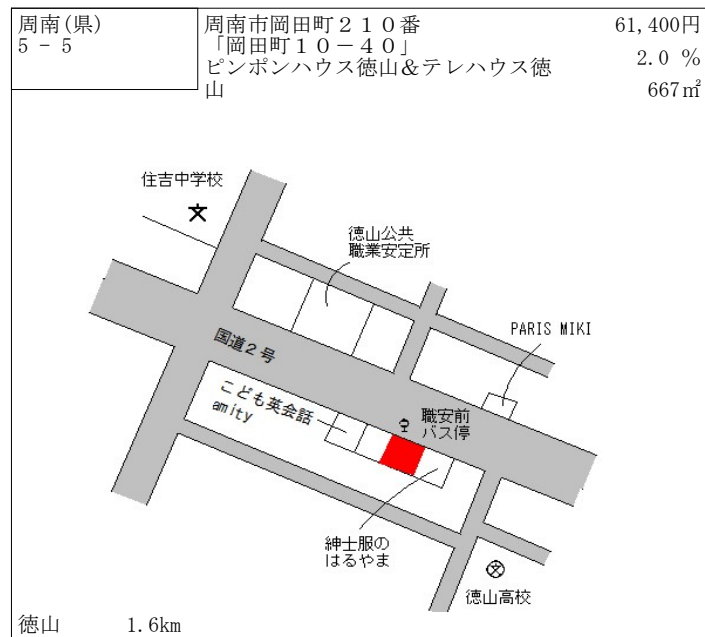 周南(県)
5 - 5
周南市岡田町２１０番
「岡田町１０－４０」
ピンポンハウス徳山＆テレハウス徳
山
61,400円
2.0 %
667㎡
住吉中学校
徳山公共
職業安定所
PARIS MIKI
国道２号
こども英会話
amity
職安前
バス停
紳士服の
はるやま
徳山高校
徳山 1.6km